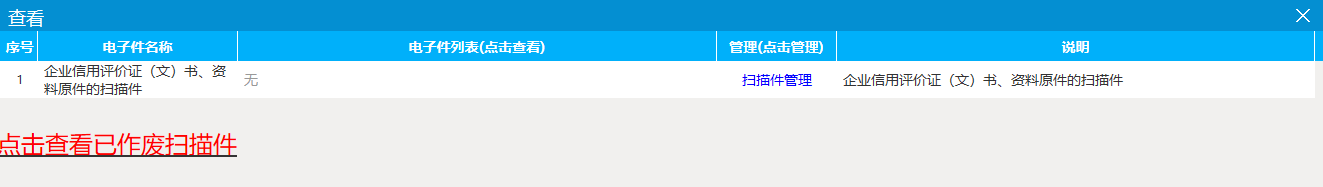 查看
序号 电子件名称 电子件列表(点击查看) 管理(点击管理) 说明
1 企业信用评价证（文）书、资料原件的扫描件 无 扫描件管理 企业信用评价证（文）书、资料原件的扫描件
点击查看已作废扫描件